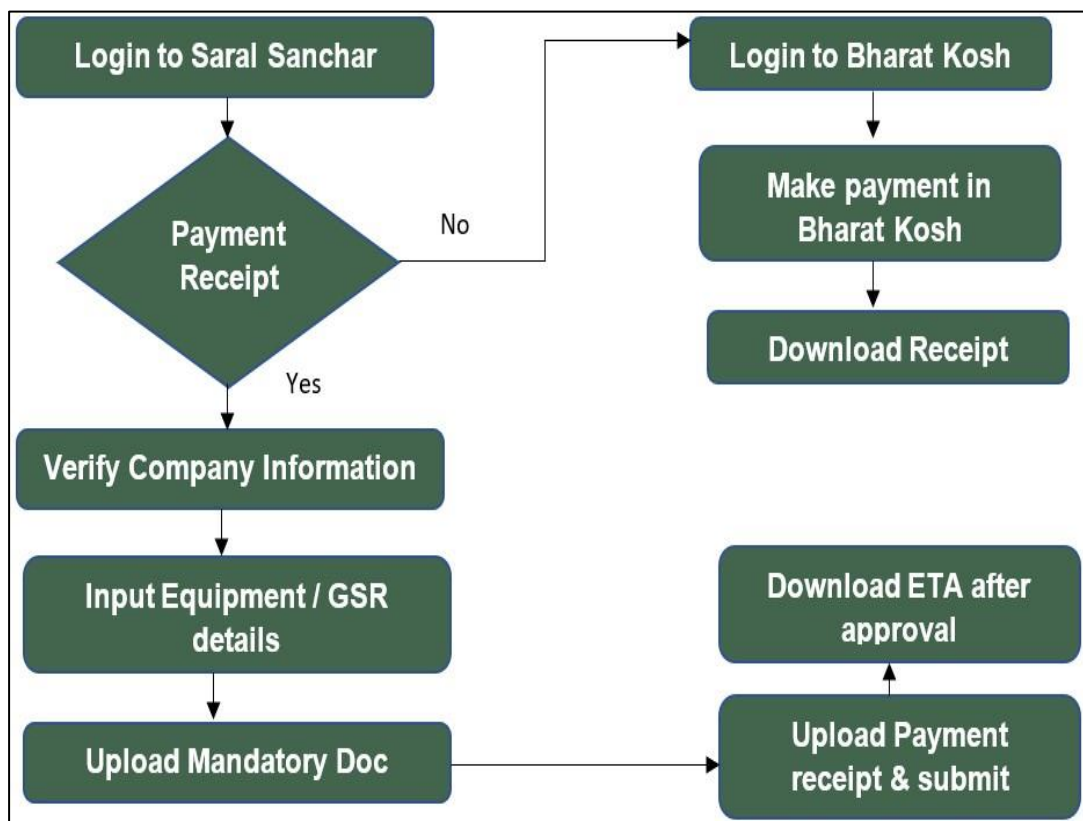 Login to Saral Sanchar
Login to Bharat Kosh
Payment
Receipt
No
Make payment in
Bharat Kosh
Download Receipt
Yes
Verify Company Information
Input Equipment / GSR
details
Download ETA after
approval
Upload Mandatory Doc
Upload Payment
receipt & submit